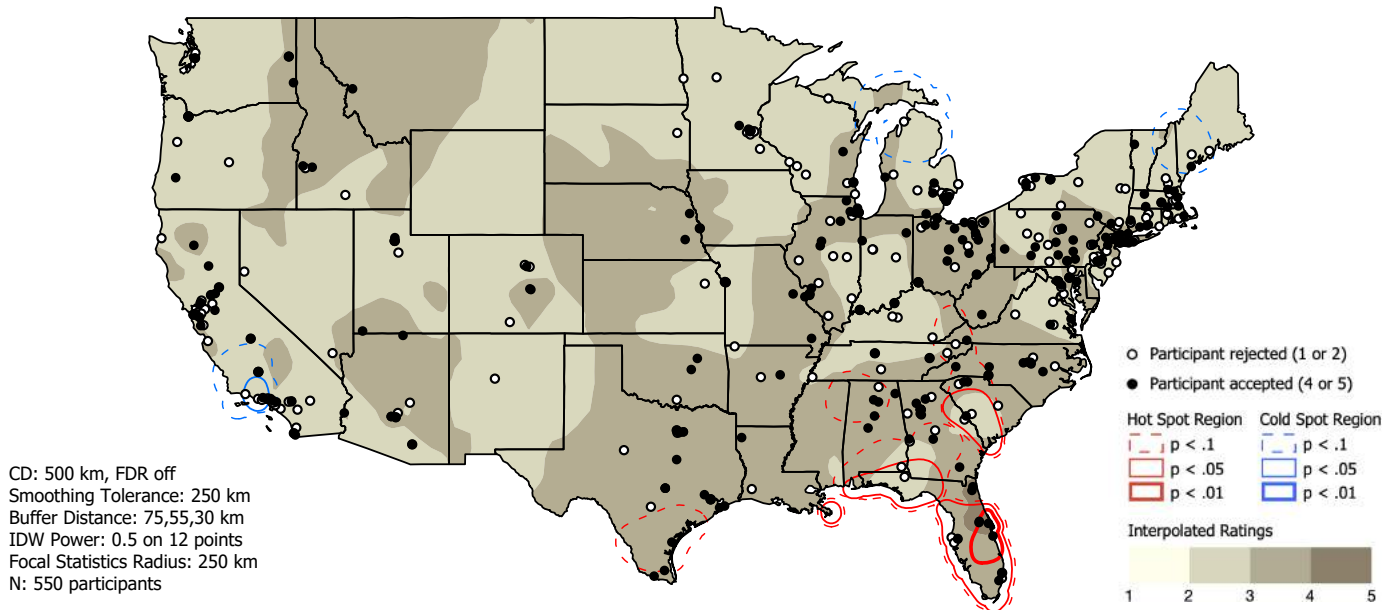 CD: 500 km, FDR off
Smoothing Tolerance: 250 km
Buffer Distance: 75,55,30 km
IDW Power: 0.5 on 12 points
Focal Statistics Radius: 250 km
N: 550 participants
Participant rejected (1 or 2)
Participant accepted (4 or 5)
Hot Spot Region Cold Spot Region
p < .1 p < .1
p < .05 p < .05
p < .01 p < .01
Interpolated Ratings
1 2 3 4 5